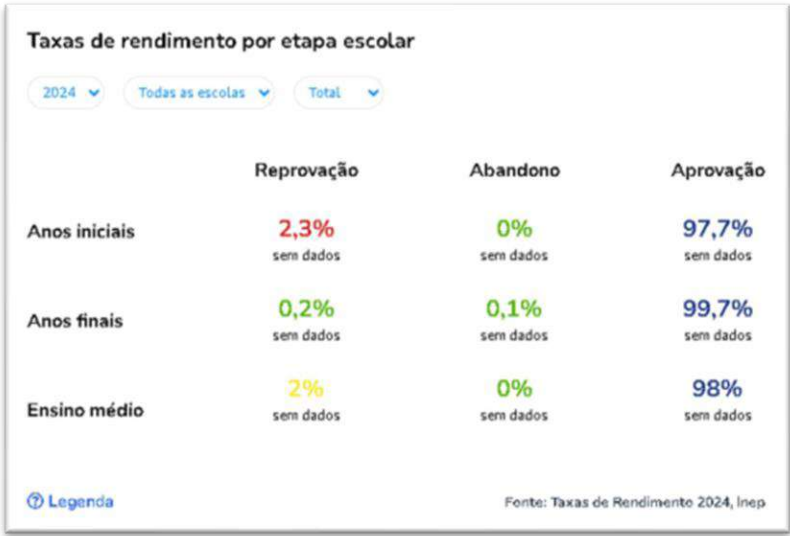 Taxas de rendimento por etapa escolar
2024 Todas as escolas Total
Reprovação Abandono Aprovação
Anos iniciais 2,3% 0% 97,7%
sem dados sem dados sem dados
Anos finais 0,2% 0,1% 99,7%
sem dados sem dados sem dados
Ensino médio 2% 0% 98%
sem dados sem dados sem dados
? Legenda Fonte: Taxas de Rendimento 2024, Inep